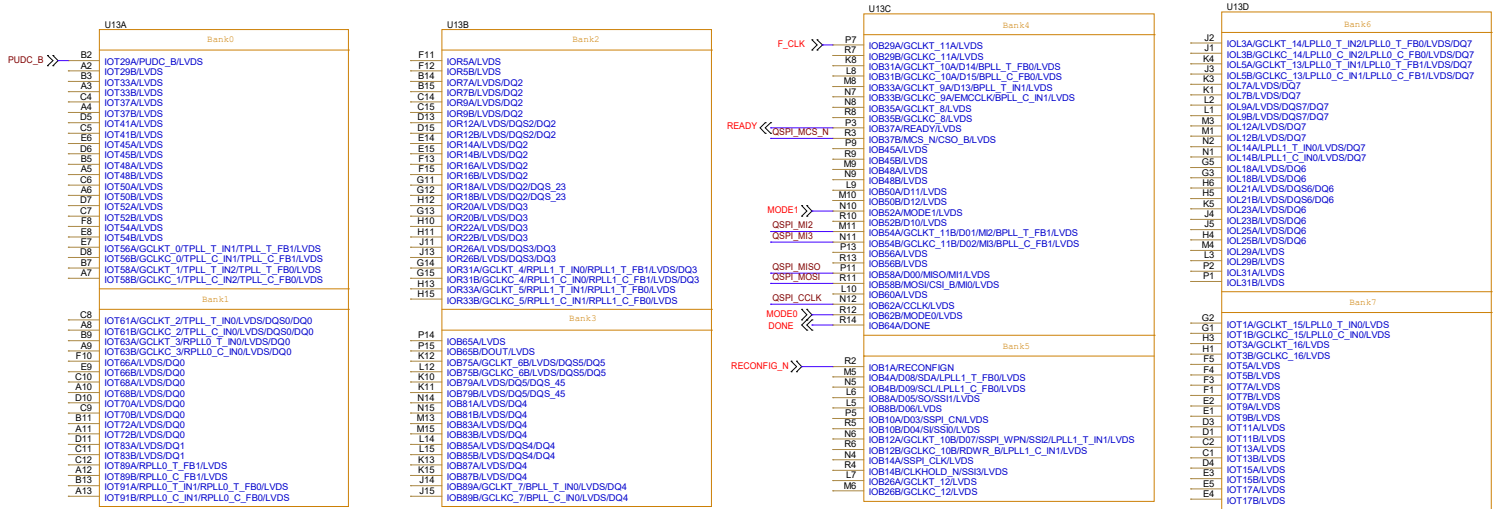 U13A
Bank0
PUDC_B B2 IOT29A/PUDC_B/LVDS
A2 IOT29B/LVDS
B3 IOT33A/LVDS
A3 IOT33B/LVDS
C4 IOT37A/LVDS
A4 IOT37B/LVDS
D5 IOT41A/LVDS
C5 IOT41B/LVDS
E6 IOT45A/LVDS
D6 IOT45B/LVDS
B5 IOT48A/LVDS
A5 IOT48B/LVDS
C6 IOT50A/LVDS
A6 IOT50B/LVDS
D7 IOT52A/LVDS
C7 IOT52B/LVDS
F8 IOT54A/LVDS
E8 IOT54B/LVDS
E7 IOT56A/GCLKT_0/TPLL_T_IN1/TPLL_T_FB1/LVDS
D8 IOT56B/GCLKC_0/TPLL_C_IN1/TPLL_C_FB1/LVDS
B7 IOT58A/GCLKT_1/TPLL_T_IN2/TPLL_T_FB0/LVDS
A7 IOT58B/GCLKC_1/TPLL_C_IN2/TPLL_C_FB0/LVDS
Bank1
C8 IOT61A/GCLKT_2/TPLL_T_IN0/LVDS/DQS0/DQ0
A8 IOT61B/GCLKC_2/TPLL_C_IN0/LVDS/DQS0/DQ0
B9 IOT63A/GCLKT_3/RPLL0_T_IN0/LVDS/DQ0
A9 IOT63B/GCLKC_3/RPLL0_C_IN0/LVDS/DQ0
F10 IOT66A/LVDS/DQ0
E9 IOT66B/LVDS/DQ0
C10 IOT68A/LVDS/DQ0
A10 IOT68B/LVDS/DQ0
D10 IOT70A/LVDS/DQ0
C9 IOT70B/LVDS/DQ0
B11 IOT72A/LVDS/DQ0
A11 IOT72B/LVDS/DQ0
D11 IOT83A/LVDS/DQ1
C11 IOT83B/LVDS/DQ1
C12 IOT89A/RPLL0_T_FB1/LVDS
A12 IOT89B/RPLL0_C_FB1/LVDS
B13 IOT91A/RPLL0_T_IN1/RPLL0_T_FB0/LVDS
A13 IOT91B/RPLL0_C_IN1/RPLL0_C_FB0/LVDS
U13B
Bank2
F11 IOR5A/LVDS
F12 IOR5B/LVDS
B14 IOR7A/LVDS/DQ2
B15 IOR7B/LVDS/DQ2
C14 IOR9A/LVDS/DQ2
C15 IOR9B/LVDS/DQ2
D13 IOR12A/LVDS/DQS2/DQ2
D15 IOR12B/LVDS/DQS2/DQ2
E14 IOR14A/LVDS/DQ2
E15 IOR14B/LVDS/DQ2
F13 IOR16A/LVDS/DQ2
F15 IOR16B/LVDS/DQ2
G11 IOR18A/LVDS/DQ2/DQS_23
G12 IOR18B/LVDS/DQ2/DQS_23
H12 IOR20A/LVDS/DQ3
G13 IOR20B/LVDS/DQ3
H10 IOR22A/LVDS/DQ3
H11 IOR22B/LVDS/DQ3
J11 IOR26A/LVDS/DQS3/DQ3
J13 IOR26B/LVDS/DQS3/DQ3
G14 IOR31A/GCLKT_4/RPLL1_T_IN0/RPLL1_T_FB1/LVDS/DQ3
G15 IOR31B/GCLKC_4/RPLL1_C_IN0/RPLL1_C_FB1/LVDS/DQ3
H13 IOR33A/GCLKT_5/RPLL1_T_IN1/RPLL1_T_FB0/LVDS
H15 IOR33B/GCLKC_5/RPLL1_C_IN1/RPLL1_C_FB0/LVDS
Bank3
P14 IOB65A/LVDS
P15 IOB65B/DOUT/LVDS
K12 IOB75A/GCLKT_6B/LVDS/DQS5/DQ5
L12 IOB75B/GCLKC_6B/LVDS/DQS5/DQ5
K10 IOB79A/LVDS/DQ5/DQS_45
K11 IOB79B/LVDS/DQ5/DQS_45
N14 IOB81A/LVDS/DQ4
N15 IOB81B/LVDS/DQ4
M13 IOB83A/LVDS/DQ4
M15 IOB83B/LVDS/DQ4
L14 IOB85A/LVDS/DQS4/DQ4
L15 IOB85B/LVDS/DQS4/DQ4
K13 IOB87A/LVDS/DQ4
K15 IOB87B/LVDS/DQ4
J14 IOB89A/GCLKT_7/BPLL_T_IN0/LVDS/DQ4
J15 IOB89B/GCLKC_7/BPLL_C_IN0/LVDS/DQ4
U13C
Bank4
F_CLK P7 IOB29A/GCLKT_11A/LVDS
R7 IOB29B/GCLKC_11A/LVDS
K8 IOB31A/GCLKT_10A/D14/BPLL_T_FB0/LVDS
L8 IOB31B/GCLKC_10A/D15/BPLL_C_FB0/LVDS
M8 IOB33A/GCLKT_9A/D13/BPLL_T_IN1/LVDS
N7 IOB33B/GCLKC_9A/EMCCLK/BPLL_C_IN1/LVDS
N8 IOB35A/GCLKT_8/LVDS
R8 IOB35B/GCLKC_8/LVDS
READY P3 IOB37A/READY/LVDS
QSPI_MCS_N R3 IOB37B/MCS_N/CSO_B/LVDS
P9 IOB45A/LVDS
R9 IOB45B/LVDS
M9 IOB48A/LVDS
N9 IOB48B/LVDS
L9 IOB50A/D11/LVDS
M10 IOB50B/D12/LVDS
MODE1 N10 IOB52A/MODE1/LVDS
R10 IOB52B/D10/LVDS
QSPI_MI2 M11 IOB54A/GCLKT_11B/D01/MI2/BPLL_T_FB1/LVDS
QSPI_MI3 N11 IOB54B/GCLKC_11B/D02/MI3/BPLL_C_FB1/LVDS
P13 IOB56A/LVDS
R13 IOB56B/LVDS
QSPI_MISO P11 IOB58A/D00/MISO/MI1/LVDS
QSPI_MOSI R11 IOB58B/MOSI/CSI_B/MI0/LVDS
L10 IOB60A/LVDS
QSPI_CCLK N12 IOB62A/CCLK/LVDS
MODE0 R12 IOB62B/MODE0/LVDS
DONE R14 IOB64A/DONE
Bank5
RECONFIG_N R2 IOB1A/RECONFIGN
M5 IOB4A/D08/SDA/LPLL1_T_FB0/LVDS
N5 IOB4B/D09/SCL/LPLL1_C_FB0/LVDS
L6 IOB8A/D05/SO/SSI1/LVDS
L5 IOB8B/D06/LVDS
P5 IOB10A/D03/SSPI_CN/LVDS
R5 IOB10B/D04/SI/SSI0/LVDS
N6 IOB12A/GCLKT_10B/D07/SSPI_WPN/SSI2/LPLL1_T_IN1/LVDS
R6 IOB12B/GCLKC_10B/RDWR_B/LPLL1_C_IN1/LVDS
N4 IOB14A/SSPI_CLK/LVDS
R4 IOB14B/CLKHOLD_N/SSI3/LVDS
L7 IOB26A/GCLKT_12/LVDS
M6 IOB26B/GCLKC_12/LVDS
U13D
Bank6
J2 IOL3A/GCLKT_14/LPLL0_T_IN2/LPLL0_T_FB0/LVDS/DQ7
J1 IOL3B/GCLKC_14/LPLL0_C_IN2/LPLL0_C_FB0/LVDS/DQ7
K4 IOL5A/GCLKT_13/LPLL0_T_IN1/LPLL0_T_FB1/LVDS/DQ7
J3 IOL5B/GCLKC_13/LPLL0_C_IN1/LPLL0_C_FB1/LVDS/DQ7
K3 IOL7A/LVDS/DQ7
K1 IOL7B/LVDS/DQ7
L2 IOL9A/LVDS/DQS7/DQ7
L1 IOL9B/LVDS/DQS7/DQ7
M3 IOL12A/LVDS/DQ7
M1 IOL12B/LVDS/DQ7
N2 IOL14A/LPLL1_T_IN0/LVDS/DQ7
N1 IOL14B/LPLL1_C_IN0/LVDS/DQ7
G5 IOL18A/LVDS/DQ6
G3 IOL18B/LVDS/DQ6
H6 IOL21A/LVDS/DQS6/DQ6
H5 IOL21B/LVDS/DQS6/DQ6
K5 IOL23A/LVDS/DQ6
J4 IOL23B/LVDS/DQ6
J5 IOL25A/LVDS/DQ6
H4 IOL25B/LVDS/DQ6
M4 IOL29A/LVDS
L3 IOL29B/LVDS
P2 IOL31A/LVDS
P1 IOL31B/LVDS
Bank7
G2 IOT1A/GCLKT_15/LPLL0_T_IN0/LVDS
G1 IOT1B/GCLKC_15/LPLL0_C_IN0/LVDS
H3 IOT3A/GCLKT_16/LVDS
H1 IOT3B/GCLKC_16/LVDS
F5 IOT5A/LVDS
F4 IOT5B/LVDS
F3 IOT7A/LVDS
F1 IOT7B/LVDS
E2 IOT9A/LVDS
E1 IOT9B/LVDS
D3 IOT11A/LVDS
D1 IOT11B/LVDS
C2 IOT13A/LVDS
C1 IOT13B/LVDS
D4 IOT15A/LVDS
E3 IOT15B/LVDS
E5 IOT17A/LVDS
E4 IOT17B/LVDS